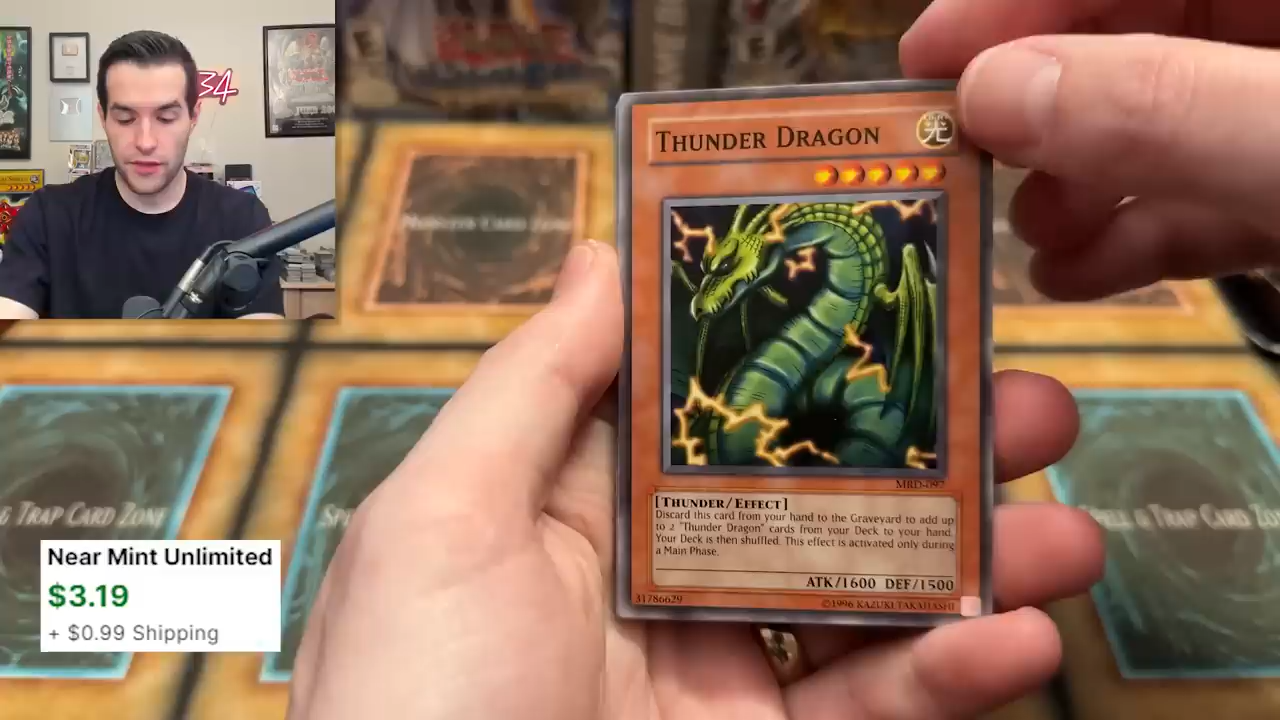 34
THUNDER DRAGON
光
MRD-097
[THUNDER/EFFECT]
Discard this card from your hand to the Graveyard to add up
to 2 "Thunder Dragon" cards from your Deck to your hand.
Your Deck is then shuffled. This effect is activated only during
a Main Phase.
ATK/1600 DEF/1500
31786629
©1996 KAZUKI TAKAHASHI
MONSTER CARD ZONE
TRAP CARD ZONE
SPELL & TRAP CARD ZONE
Near Mint Unlimited
$3.19
+ $0.99 Shipping